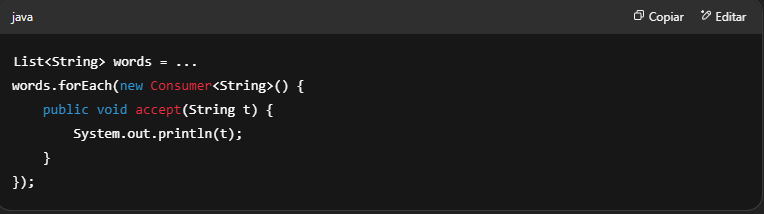 java
Copiar
Editar
List<String> words = ...
words.forEach(new Consumer<String>() {
    public void accept(String t) {
        System.out.println(t);
    }
});